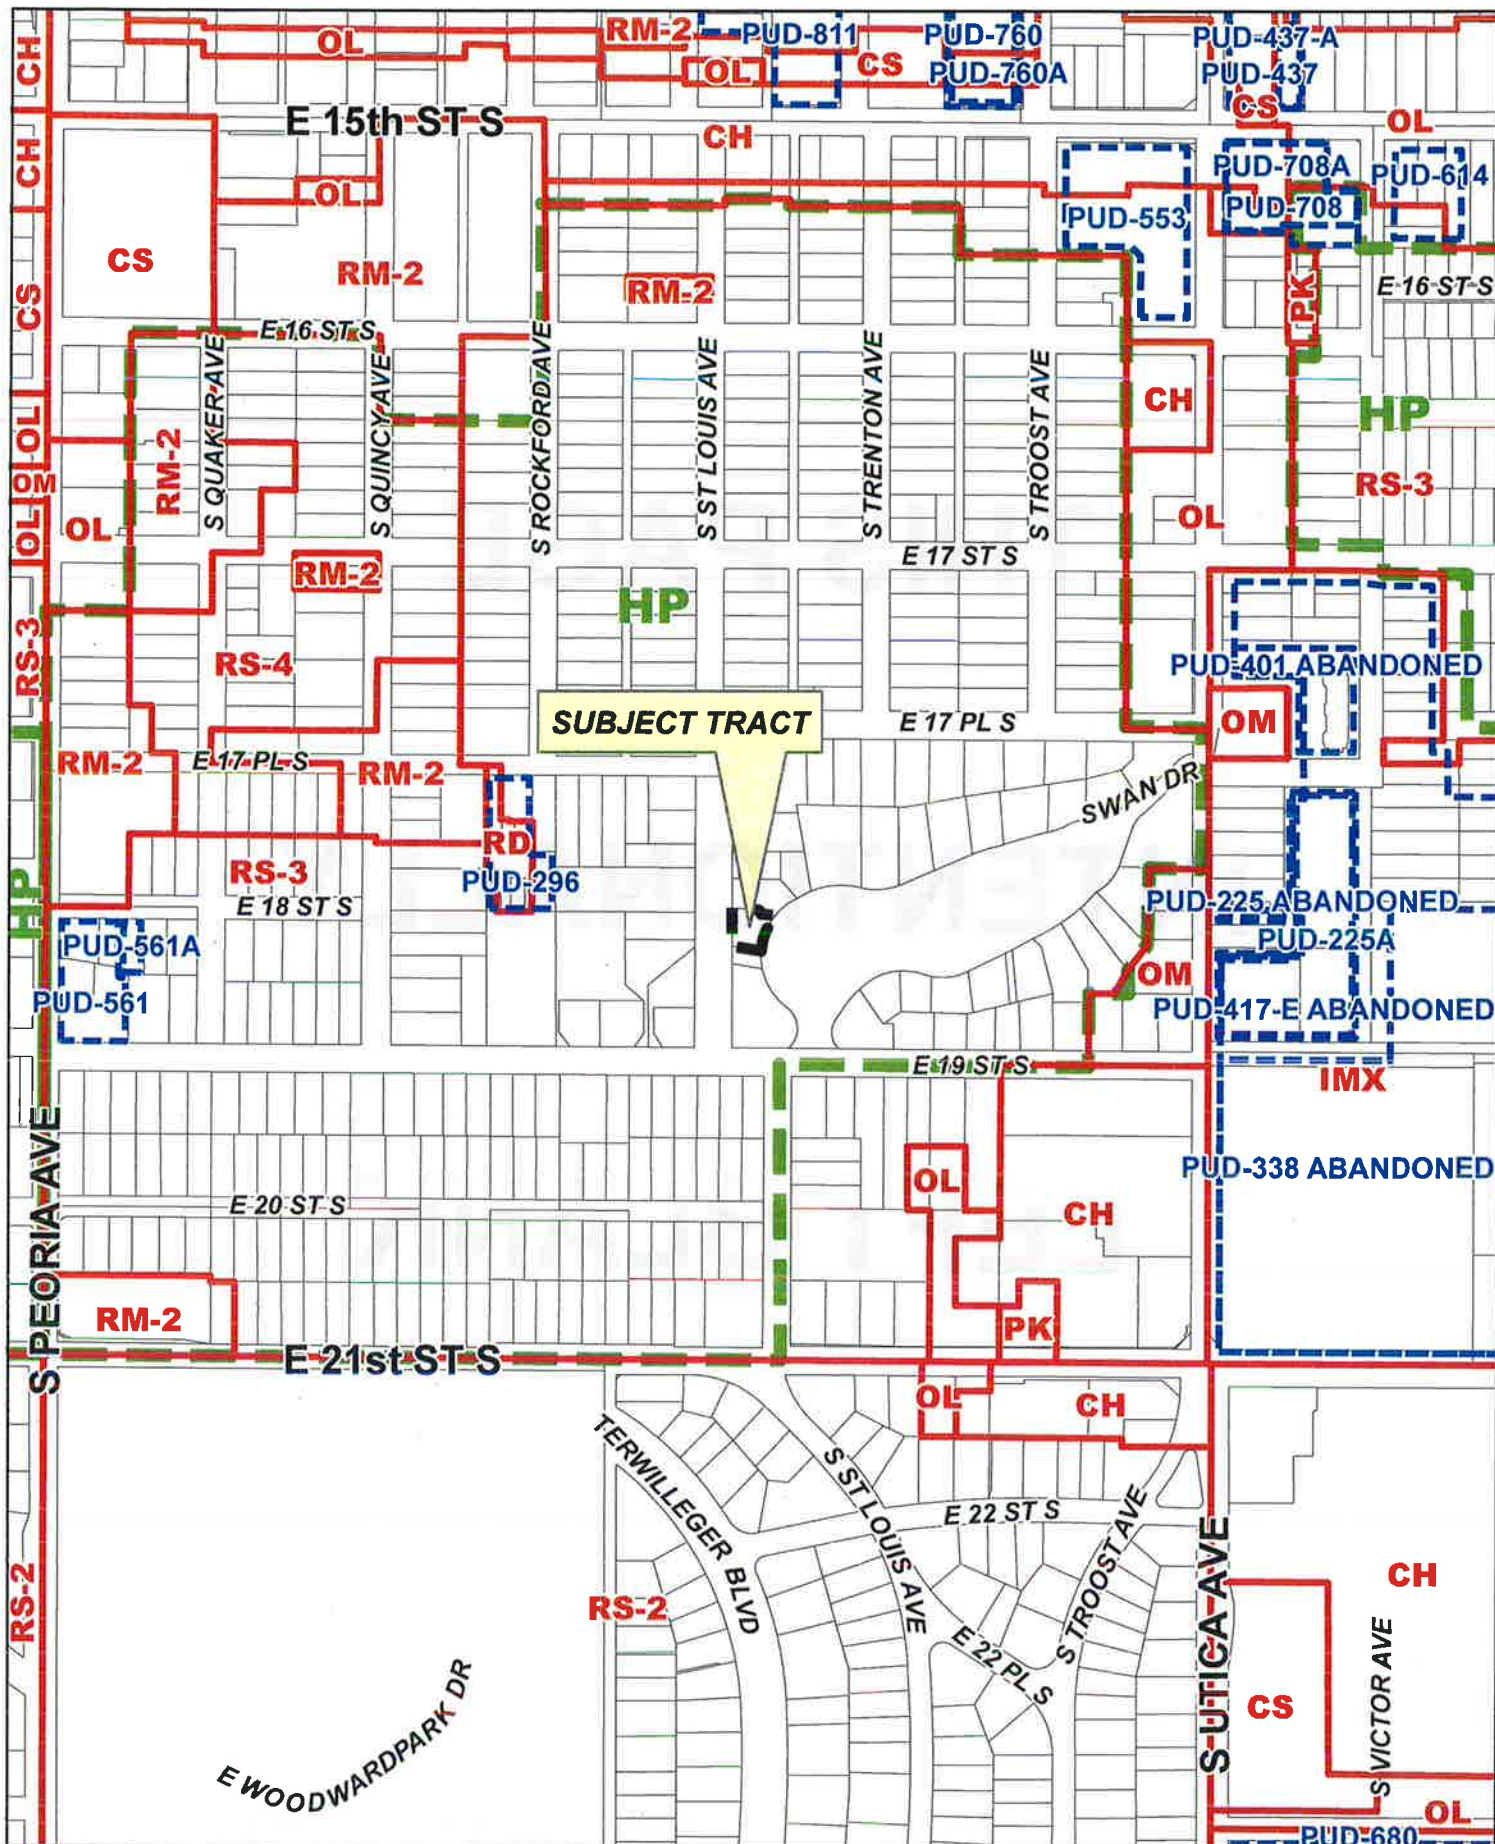 CH
OL
RM-2
PUD-811
PUD-760
PUD-437-A
OL
CS
PUD-760A
PUD-437
CS
E 15th ST S
CH
OL
CH
OL
CS
RM-2
RM-2
PUD-553
PUD-708A
PUD-708
PUD-614
CS
PK
E 16 ST S
E 16 ST S
S QUAKER AVE
S QUINCY AVE
S ROCKFORD AVE
S ST LOUIS AVE
S TRENTON AVE
S TROOST AVE
CH
HP
OL
OM
OL
OL
RM-2
RS-3
OL
E 17 ST S
RM-2
HP
RS-3
RS-4
PUD-401 ABANDONED
SUBJECT TRACT
E 17 PL S
OM
RM-2
E 17 PL S
RM-2
SWAN DR
RD
RS-3
PUD-296
HP
E 18 ST S
PUD-225 ABANDONED
PUD-561A
PUD-225A
OM
PUD-561
PUD-417-E ABANDONED
E 19 ST S
IMX
S PEORIA AVE
OL
PUD-338 ABANDONED
E 20 ST S
CH
RM-2
PK
E 21st ST S
OL
CH
TERWILLEGER BLVD
S ST LOUIS AVE
E 22 ST S
S TROOST AVE
S UTICA AVE
CH
RS-2
RS-2
E 22 PL S
S VICTOR AVE
CS
E WOODWARDPARK DR
OL
PUD-680